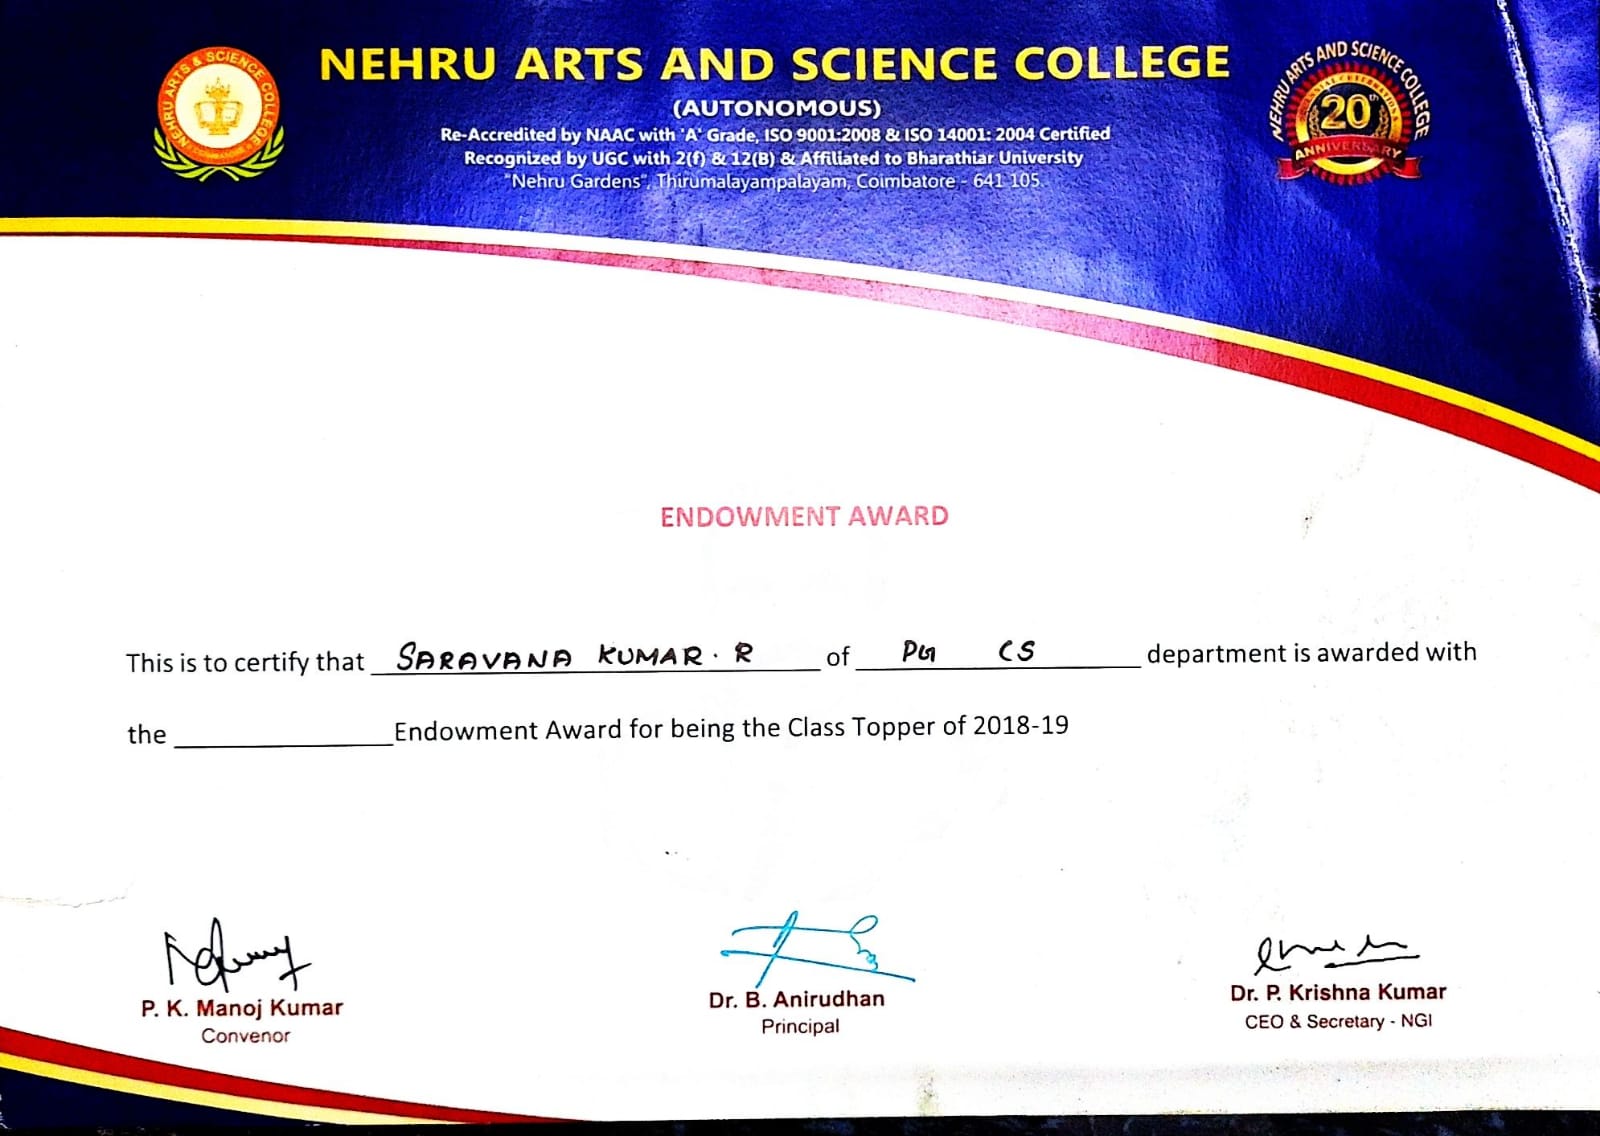 NEHRU ARTS AND SCIENCE COLLEGE
(AUTONOMOUS)
Re-Accredited by NAAC with 'A' Grade, ISO 9001:2008 & ISO 14001: 2004 Certified
Recognized by UGC with 2(f) & 12(B) & Affiliated to Bharathiar University
"Nehru Gardens", Thirumalayampalayam, Coimbatore - 641 105
NEHRU ARTS & SCIENCE COLLEGE
NEHRU ARTS AND SCIENCE COLLEGE
20th
ANNIVERSARY
ENDOWMENT AWARD
This is to certify that SARAVANA KUMAR. R of PG CS department is awarded with
the ____________ Endowment Award for being the Class Topper of 2018-19
P. K. Manoj Kumar
Convenor
Dr. B. Anirudhan
Principal
Dr. P. Krishna Kumar
CEO & Secretary - NGI